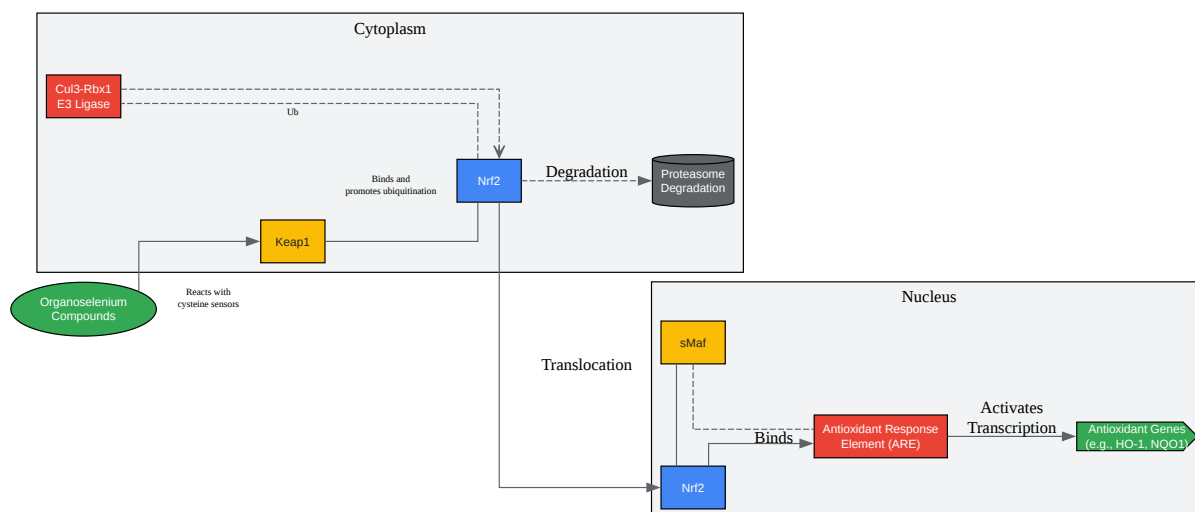 Cytoplasm
Cul3-Rbx1
E3 Ligase
Ub
Binds and
promotes ubiquitination
Nrf2
Degradation
Proteasome
Degradation
Keap1
Reacts with
cysteine sensors
Organoselenium
Compounds
Nucleus
sMaf
Translocation
Binds
Antioxidant Response
Element (ARE)
Activates
Transcription
Antioxidant Genes
(e.g., HO-1, NQO1)
Nrf2